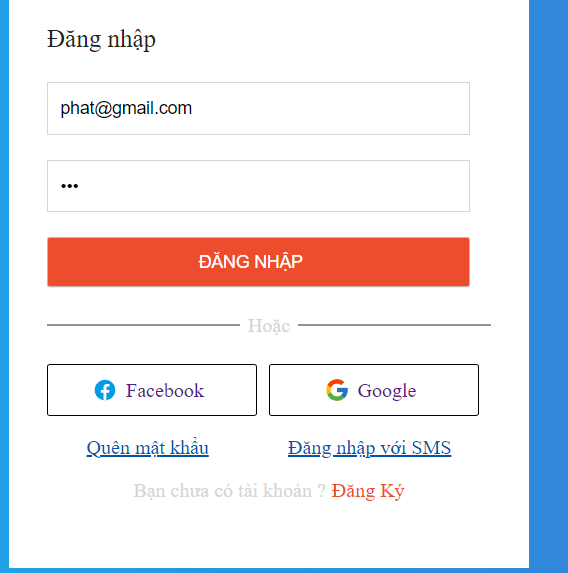 Đăng nhập
phat@gmail.com
•••
ĐĂNG NHẬP
Hoặc
Facebook Google
Quên mật khẩu Đăng nhập với SMS
Bạn chưa có tài khoản ? Đăng Ký